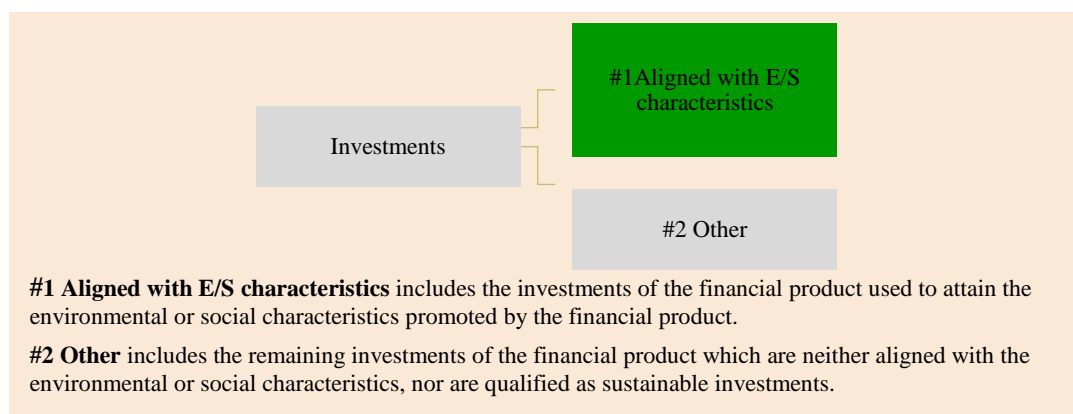 #1Aligned with E/S
characteristics
Investments
#2 Other
#1 Aligned with E/S characteristics includes the investments of the financial product used to attain the
environmental or social characteristics promoted by the financial product.
#2 Other includes the remaining investments of the financial product which are neither aligned with the
environmental or social characteristics, nor are qualified as sustainable investments.